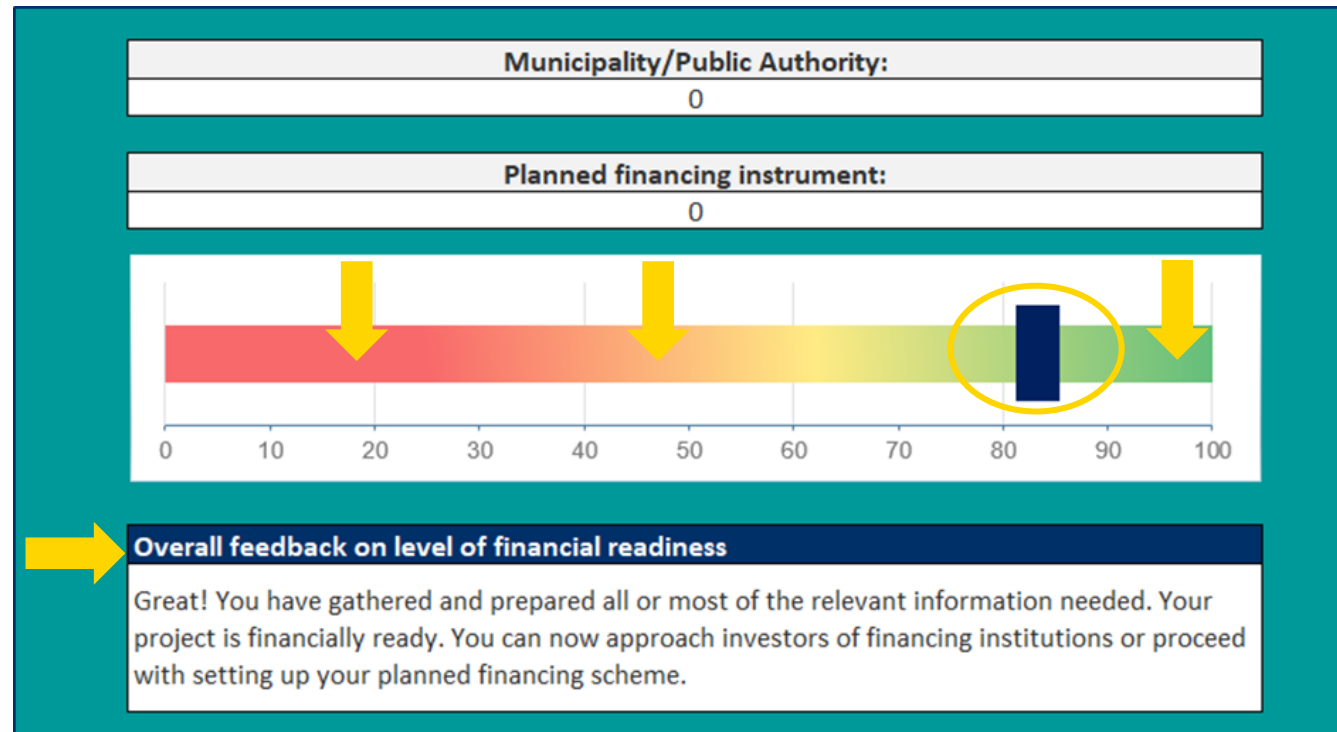 Municipality/Public Authority:
0
Planned financing instrument:
0
0 10 20 30 40 50 60 70 80 90 100
Overall feedback on level of financial readiness
Great! You have gathered and prepared all or most of the relevant information needed. Your
project is financially ready. You can now approach investors of financing institutions or proceed
with setting up your planned financing scheme.